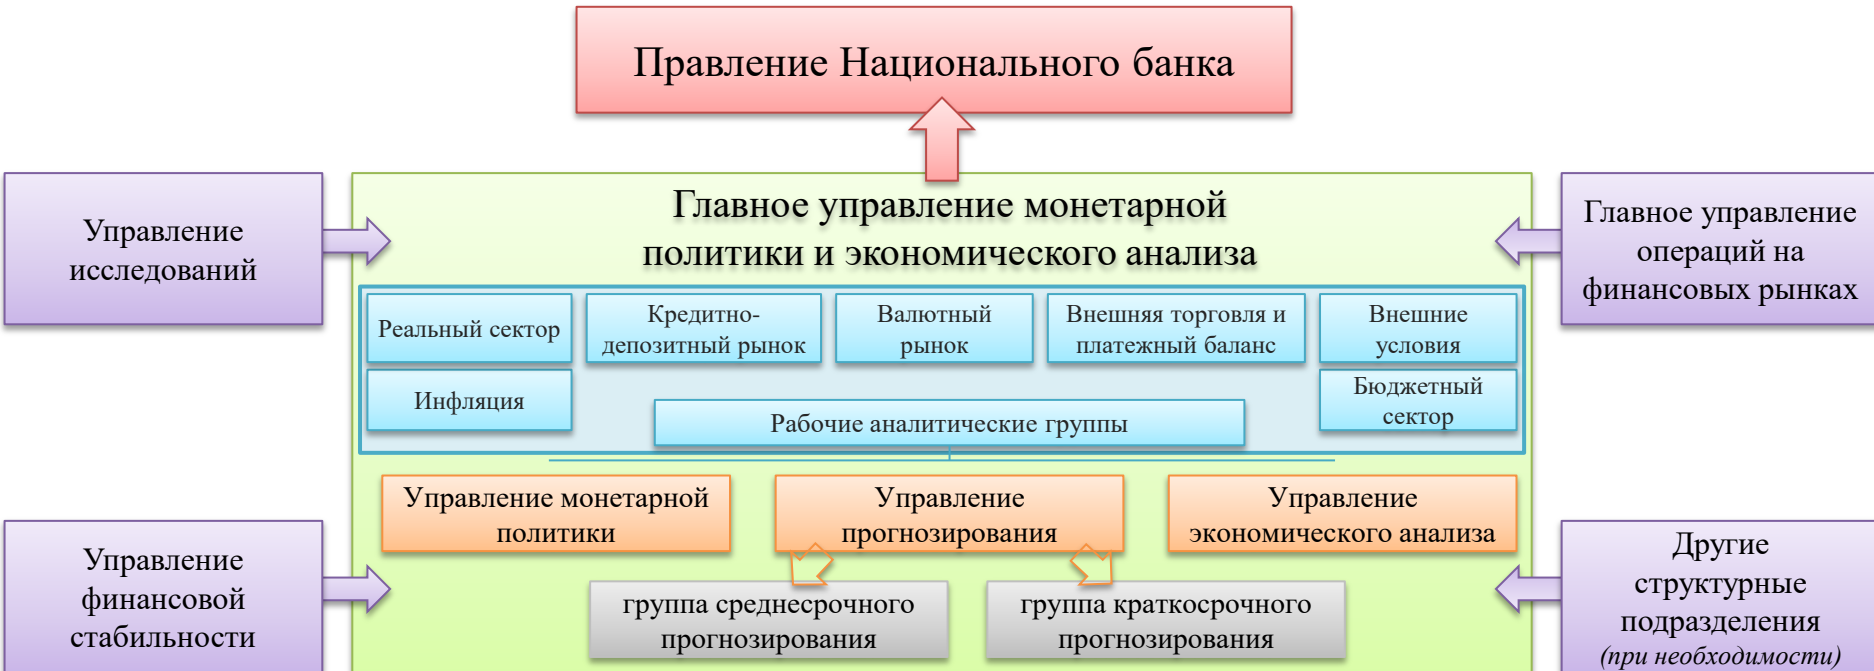 Правление Национального банка
Управление
исследований
Главное управление монетарной
политики и экономического анализа
Главное управление
операций на
финансовых рынках
Реальный сектор
Кредитно-
депозитный рынок
Валютный
рынок
Внешняя торговля и
платежный баланс
Внешние
условия
Инфляция
Рабочие аналитические группы
Бюджетный
сектор
Управление монетарной
политики
Управление
прогнозирования
Управление
экономического анализа
Управление
финансовой
стабильности
группа среднесрочного
прогнозирования
группа краткосрочного
прогнозирования
Другие
структурные
подразделения
(при необходимости)